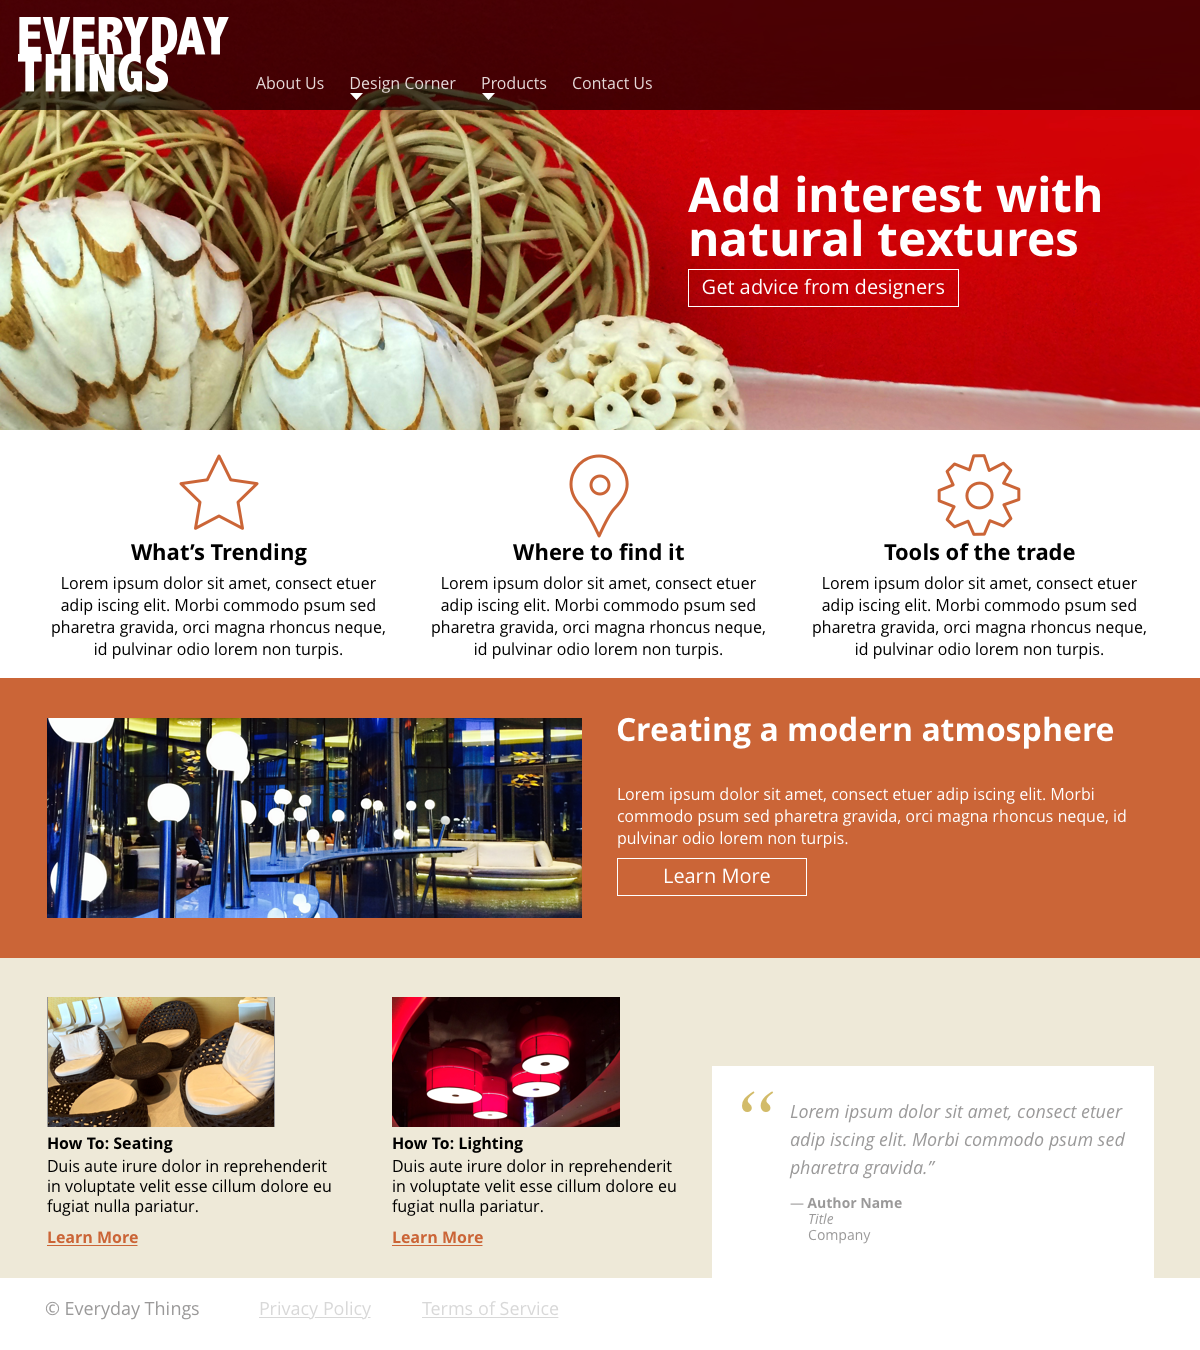 EVERYDAY
THINGS
About Us Design Corner Products Contact Us
Add interest with
natural textures
Get advice from designers
What’s Trending
Lorem ipsum dolor sit amet, consect etuer
adip iscing elit. Morbi commodo psum sed
pharetra gravida, orci magna rhoncus neque,
id pulvinar odio lorem non turpis.
Where to find it
Lorem ipsum dolor sit amet, consect etuer
adip iscing elit. Morbi commodo psum sed
pharetra gravida, orci magna rhoncus neque,
id pulvinar odio lorem non turpis.
Tools of the trade
Lorem ipsum dolor sit amet, consect etuer
adip iscing elit. Morbi commodo psum sed
pharetra gravida, orci magna rhoncus neque,
id pulvinar odio lorem non turpis.
Creating a modern atmosphere
Lorem ipsum dolor sit amet, consect etuer adip iscing elit. Morbi
commodo psum sed pharetra gravida, orci magna rhoncus neque, id
pulvinar odio lorem non turpis.
Learn More
How To: Seating
Duis aute irure dolor in reprehenderit
in voluptate velit esse cillum dolore eu
fugiat nulla pariatur.
Learn More
How To: Lighting
Duis aute irure dolor in reprehenderit
in voluptate velit esse cillum dolore eu
fugiat nulla pariatur.
Learn More
“ Lorem ipsum dolor sit amet, consect etuer
adip iscing elit. Morbi commodo psum sed
pharetra gravida.”
— Author Name
Title
Company
© Everyday Things Privacy Policy Terms of Service